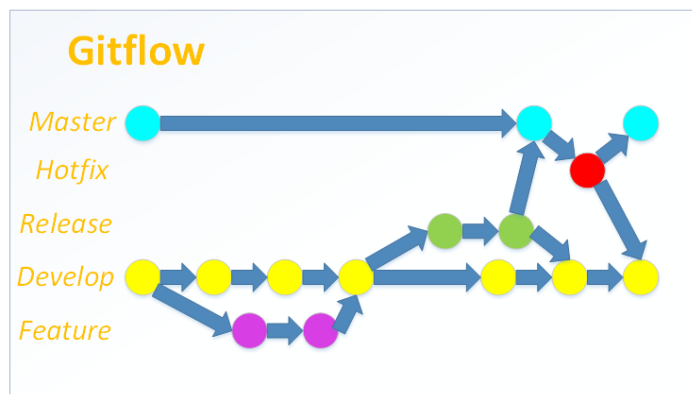 Gitflow
Master
Hotfix
Release
Develop
Feature